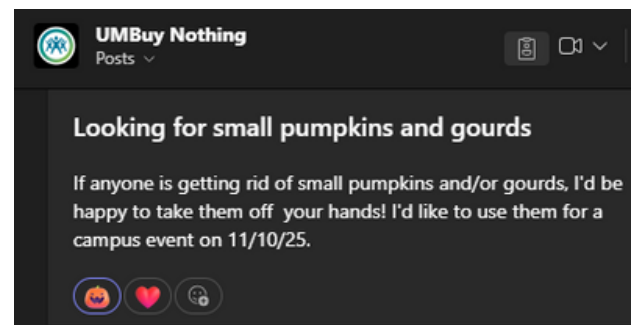 UMBuy Nothing
Posts
Looking for small pumpkins and gourds
If anyone is getting rid of small pumpkins and/or gourds, I'd be
happy to take them off  your hands! I'd like to use them for a
campus event on 11/10/25.